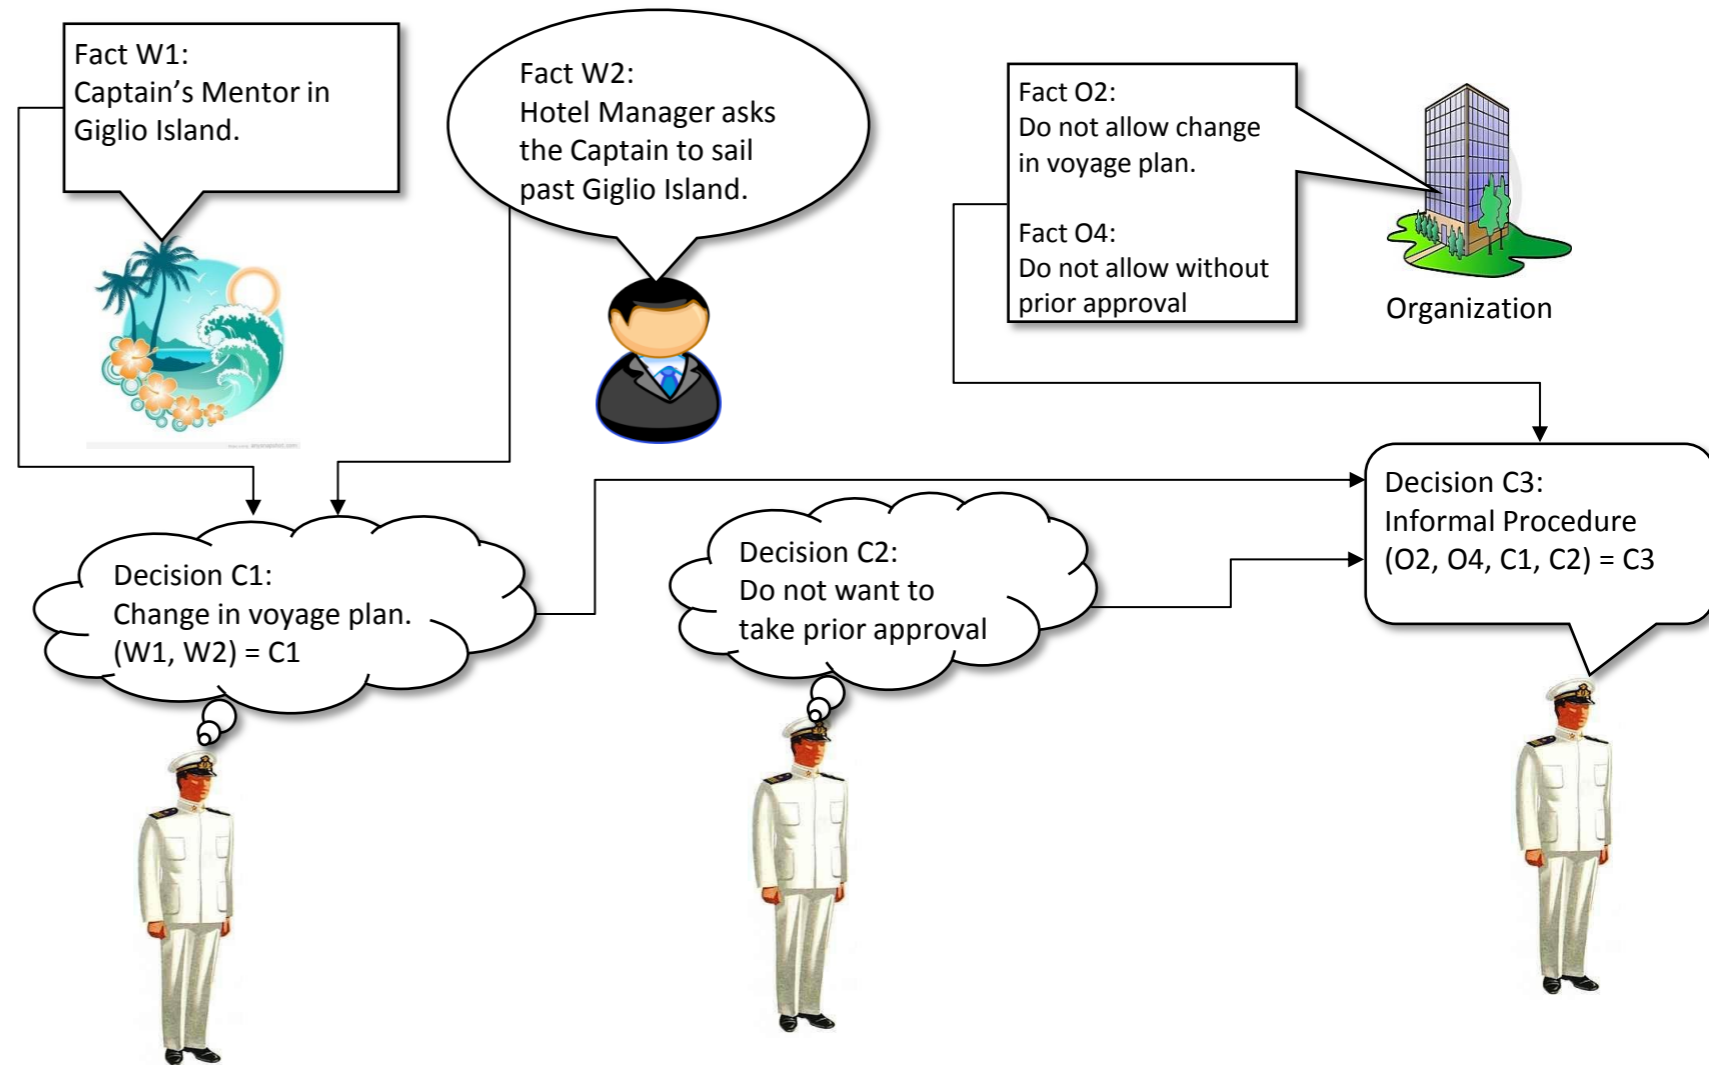 Fact W1:
Captain’s Mentor in
Giglio Island.
Fact W2:
Hotel Manager asks
the Captain to sail
past Giglio Island.
Fact O2:
Do not allow change
in voyage plan.
Fact O4:
Do not allow without
prior approval
Organization
Decision C1:
Change in voyage plan.
(W1, W2) = C1
Decision C2:
Do not want to
take prior approval
Decision C3:
Informal Procedure
(O2, O4, C1, C2) = C3